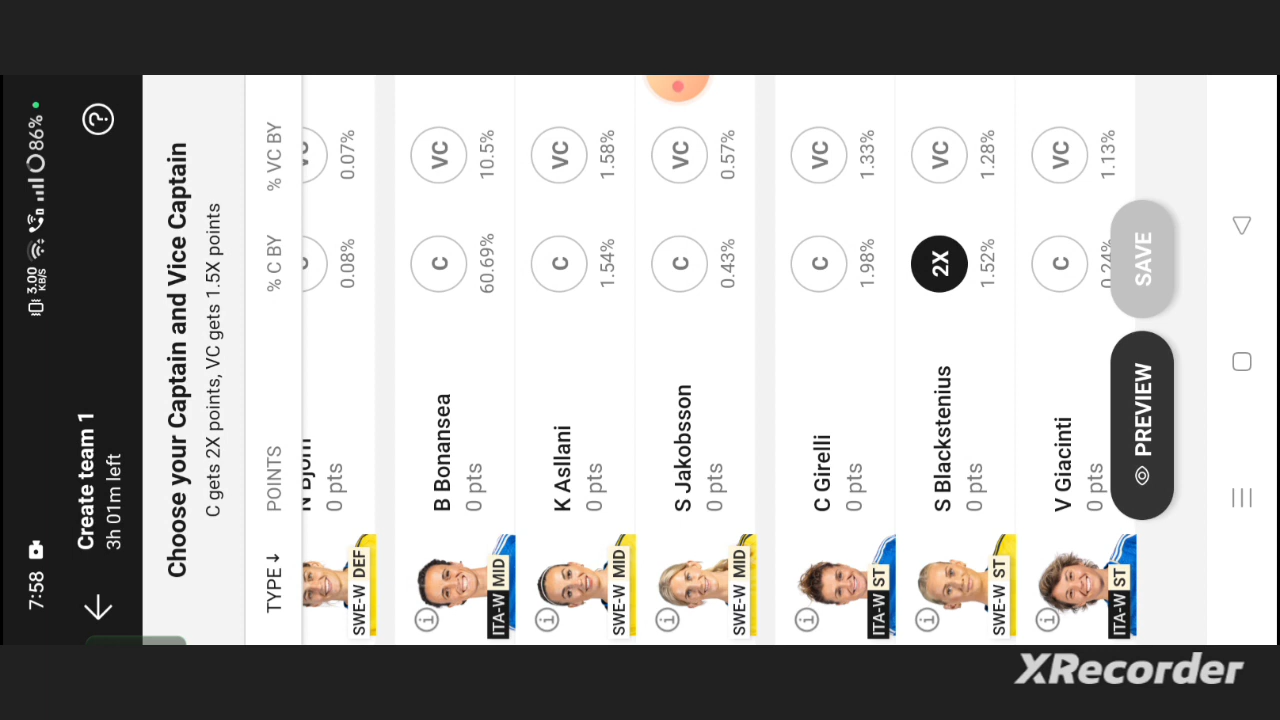 7:58
3.00 KB/S
86%
Create team 1
3h 01m left
?
Choose your Captain and Vice Captain
C gets 2X points, VC gets 1.5X points
TYPE ↓ POINTS % C BY % VC BY
N Bjorn
0 pts
C 0.08%
VC 0.07%
SWE-W DEF
B Bonansea
0 pts
C 60.69%
VC 10.5%
ITA-W MID
K Asllani
0 pts
C 1.54%
VC 1.58%
SWE-W MID
S Jakobsson
0 pts
C 0.43%
VC 0.57%
SWE-W MID
C Girelli
0 pts
C 1.98%
VC 1.33%
ITA-W ST
S Blackstenius
0 pts
2X 1.52%
VC 1.28%
SWE-W ST
V Giacinti
0 pts
C 0.24%
VC 1.13%
ITA-W ST
PREVIEW
SAVE
XRecorder